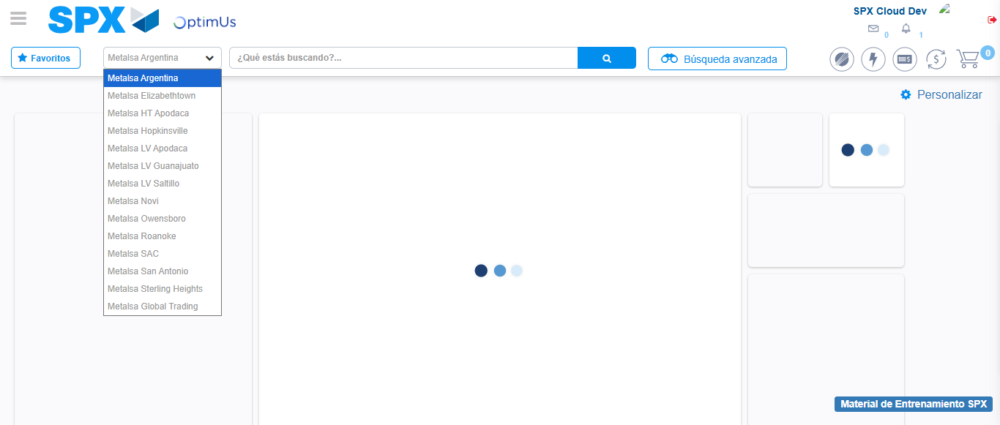 SPX
OptimUs
SPX Cloud Dev
0
1
Favoritos
Metalsa Argentina
¿Qué estás buscando?...
Búsqueda avanzada
$
$
0
Personalizar
Metalsa Argentina
Metalsa Elizabethtown
Metalsa HT Apodaca
Metalsa Hopkinsville
Metalsa LV Apodaca
Metalsa LV Guanajuato
Metalsa LV Saltillo
Metalsa Novi
Metalsa Owensboro
Metalsa Roanoke
Metalsa SAC
Metalsa San Antonio
Metalsa Sterling Heights
Metalsa Global Trading
Material de Entrenamiento SPX